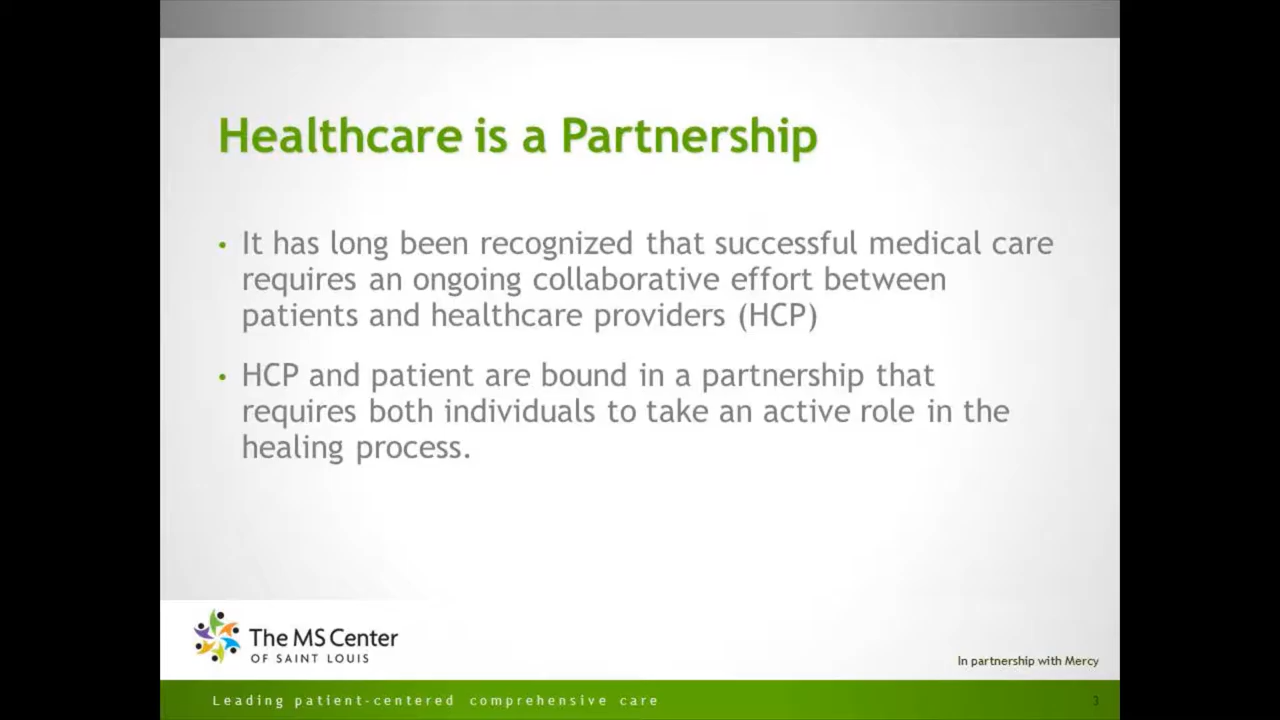 Healthcare is a Partnership
• It has long been recognized that successful medical care
requires an ongoing collaborative effort between
patients and healthcare providers (HCP)
• HCP and patient are bound in a partnership that
requires both individuals to take an active role in the
healing process.
The MS Center
OF SAINT LOUIS
In partnership with Mercy
Leading patient-centered comprehensive care
3